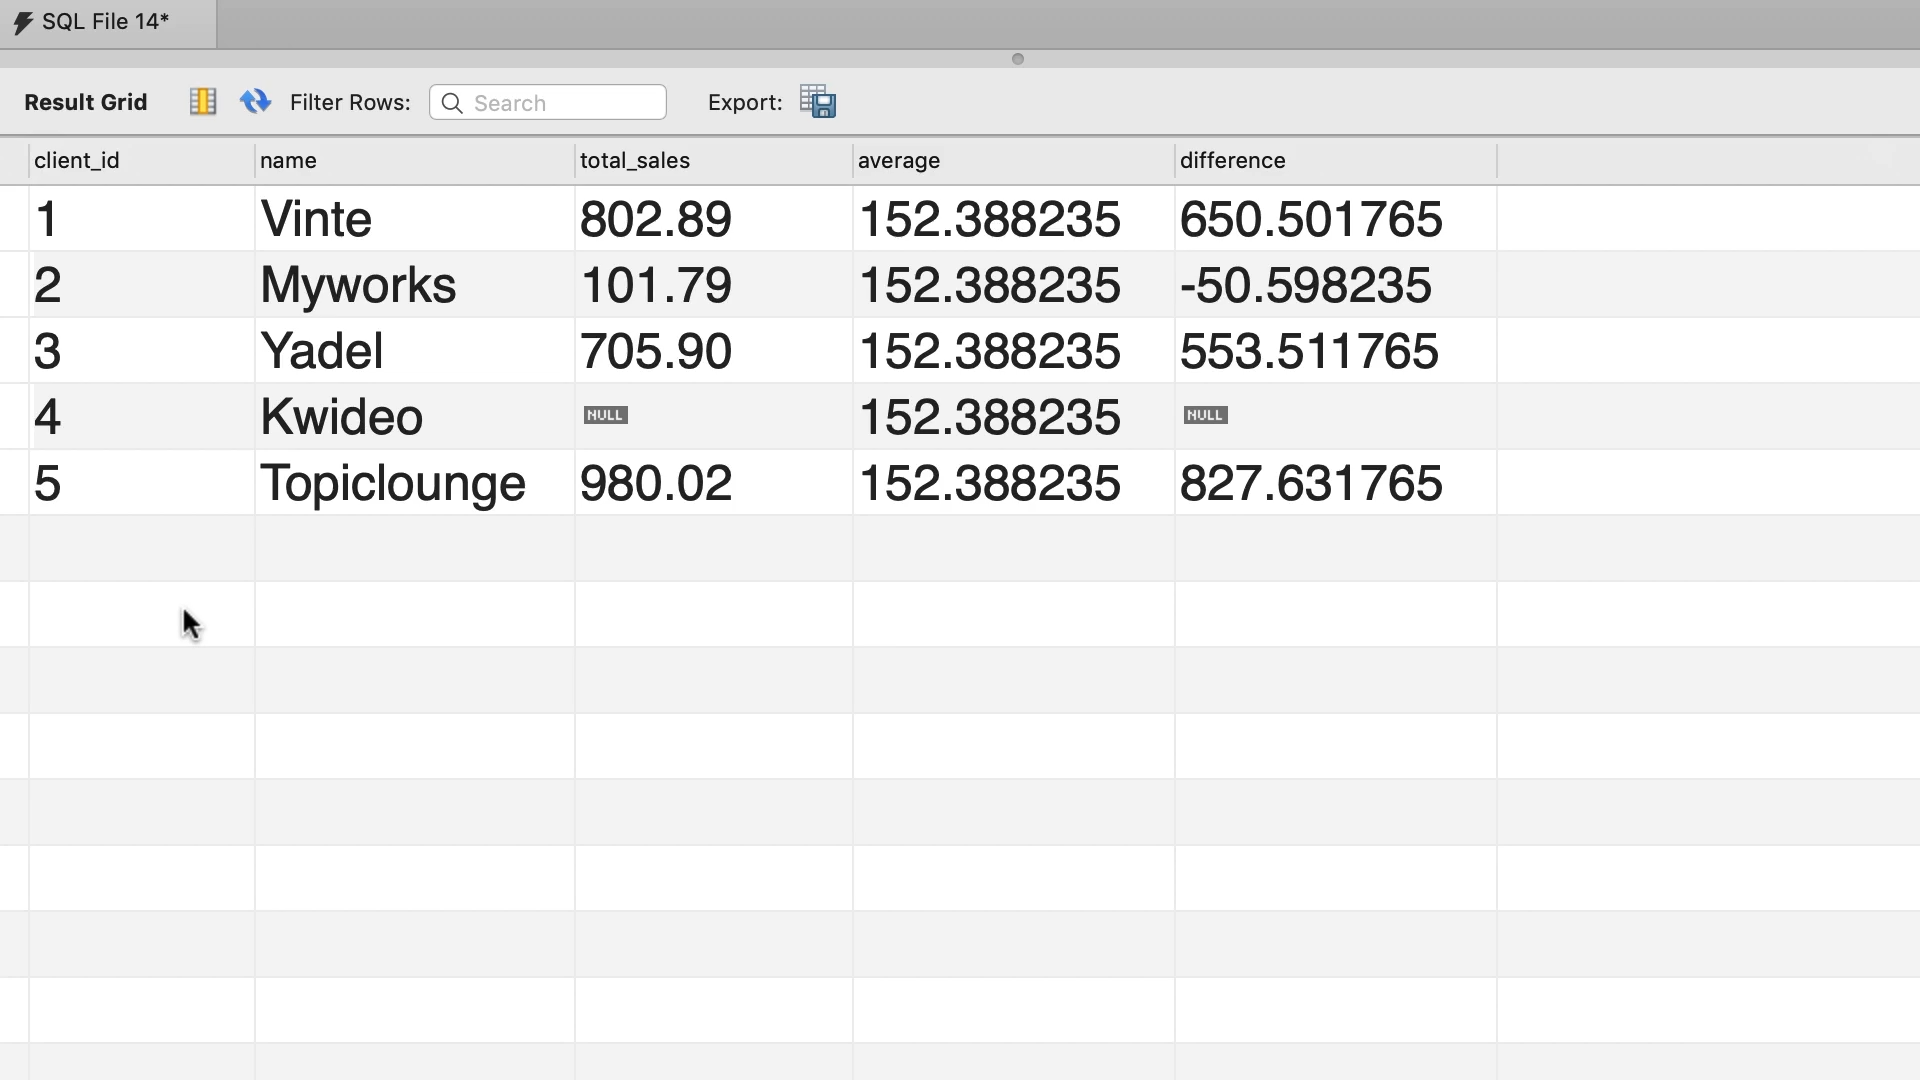 SQL File 14*
Result Grid Filter Rows: Search Export:
client_id name total_sales average difference
1 Vinte 802.89 152.388235 650.501765
2 Myworks 101.79 152.388235 -50.598235
3 Yadel 705.90 152.388235 553.511765
4 Kwideo NULL 152.388235 NULL
5 Topiclounge 980.02 152.388235 827.631765